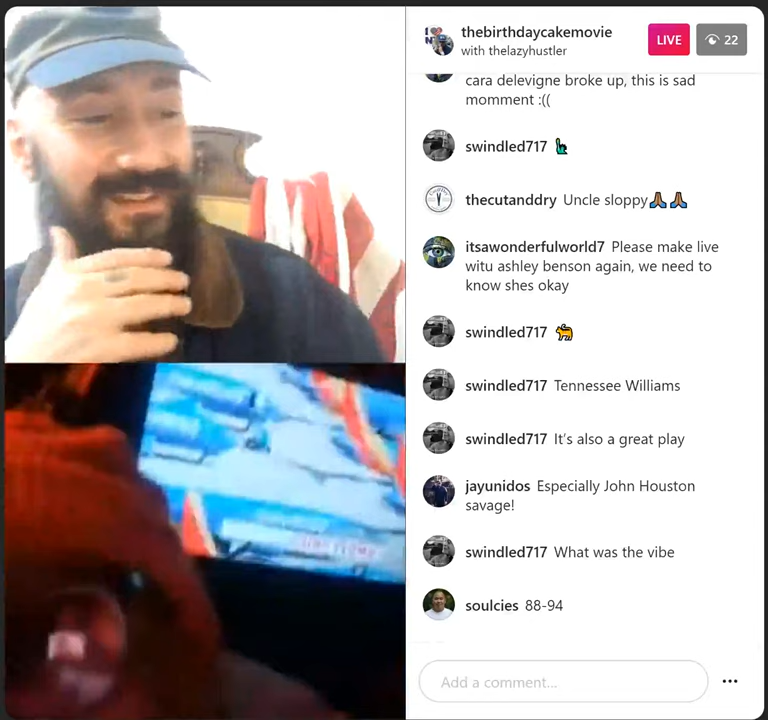 thebirthdaycakemovie
with thelazyhustler
LIVE
22
cara delevigne broke up, this is sad
momment :((
swindled717
thecutanddry Uncle sloppy
itsawonderfulworld7 Please make live
witu ashley benson again, we need to
know shes okay
swindled717
swindled717 Tennessee Williams
swindled717 It's also a great play
jayunidos Especially John Houston
savage!
swindled717 What was the vibe
soulcies 88-94
Add a comment...